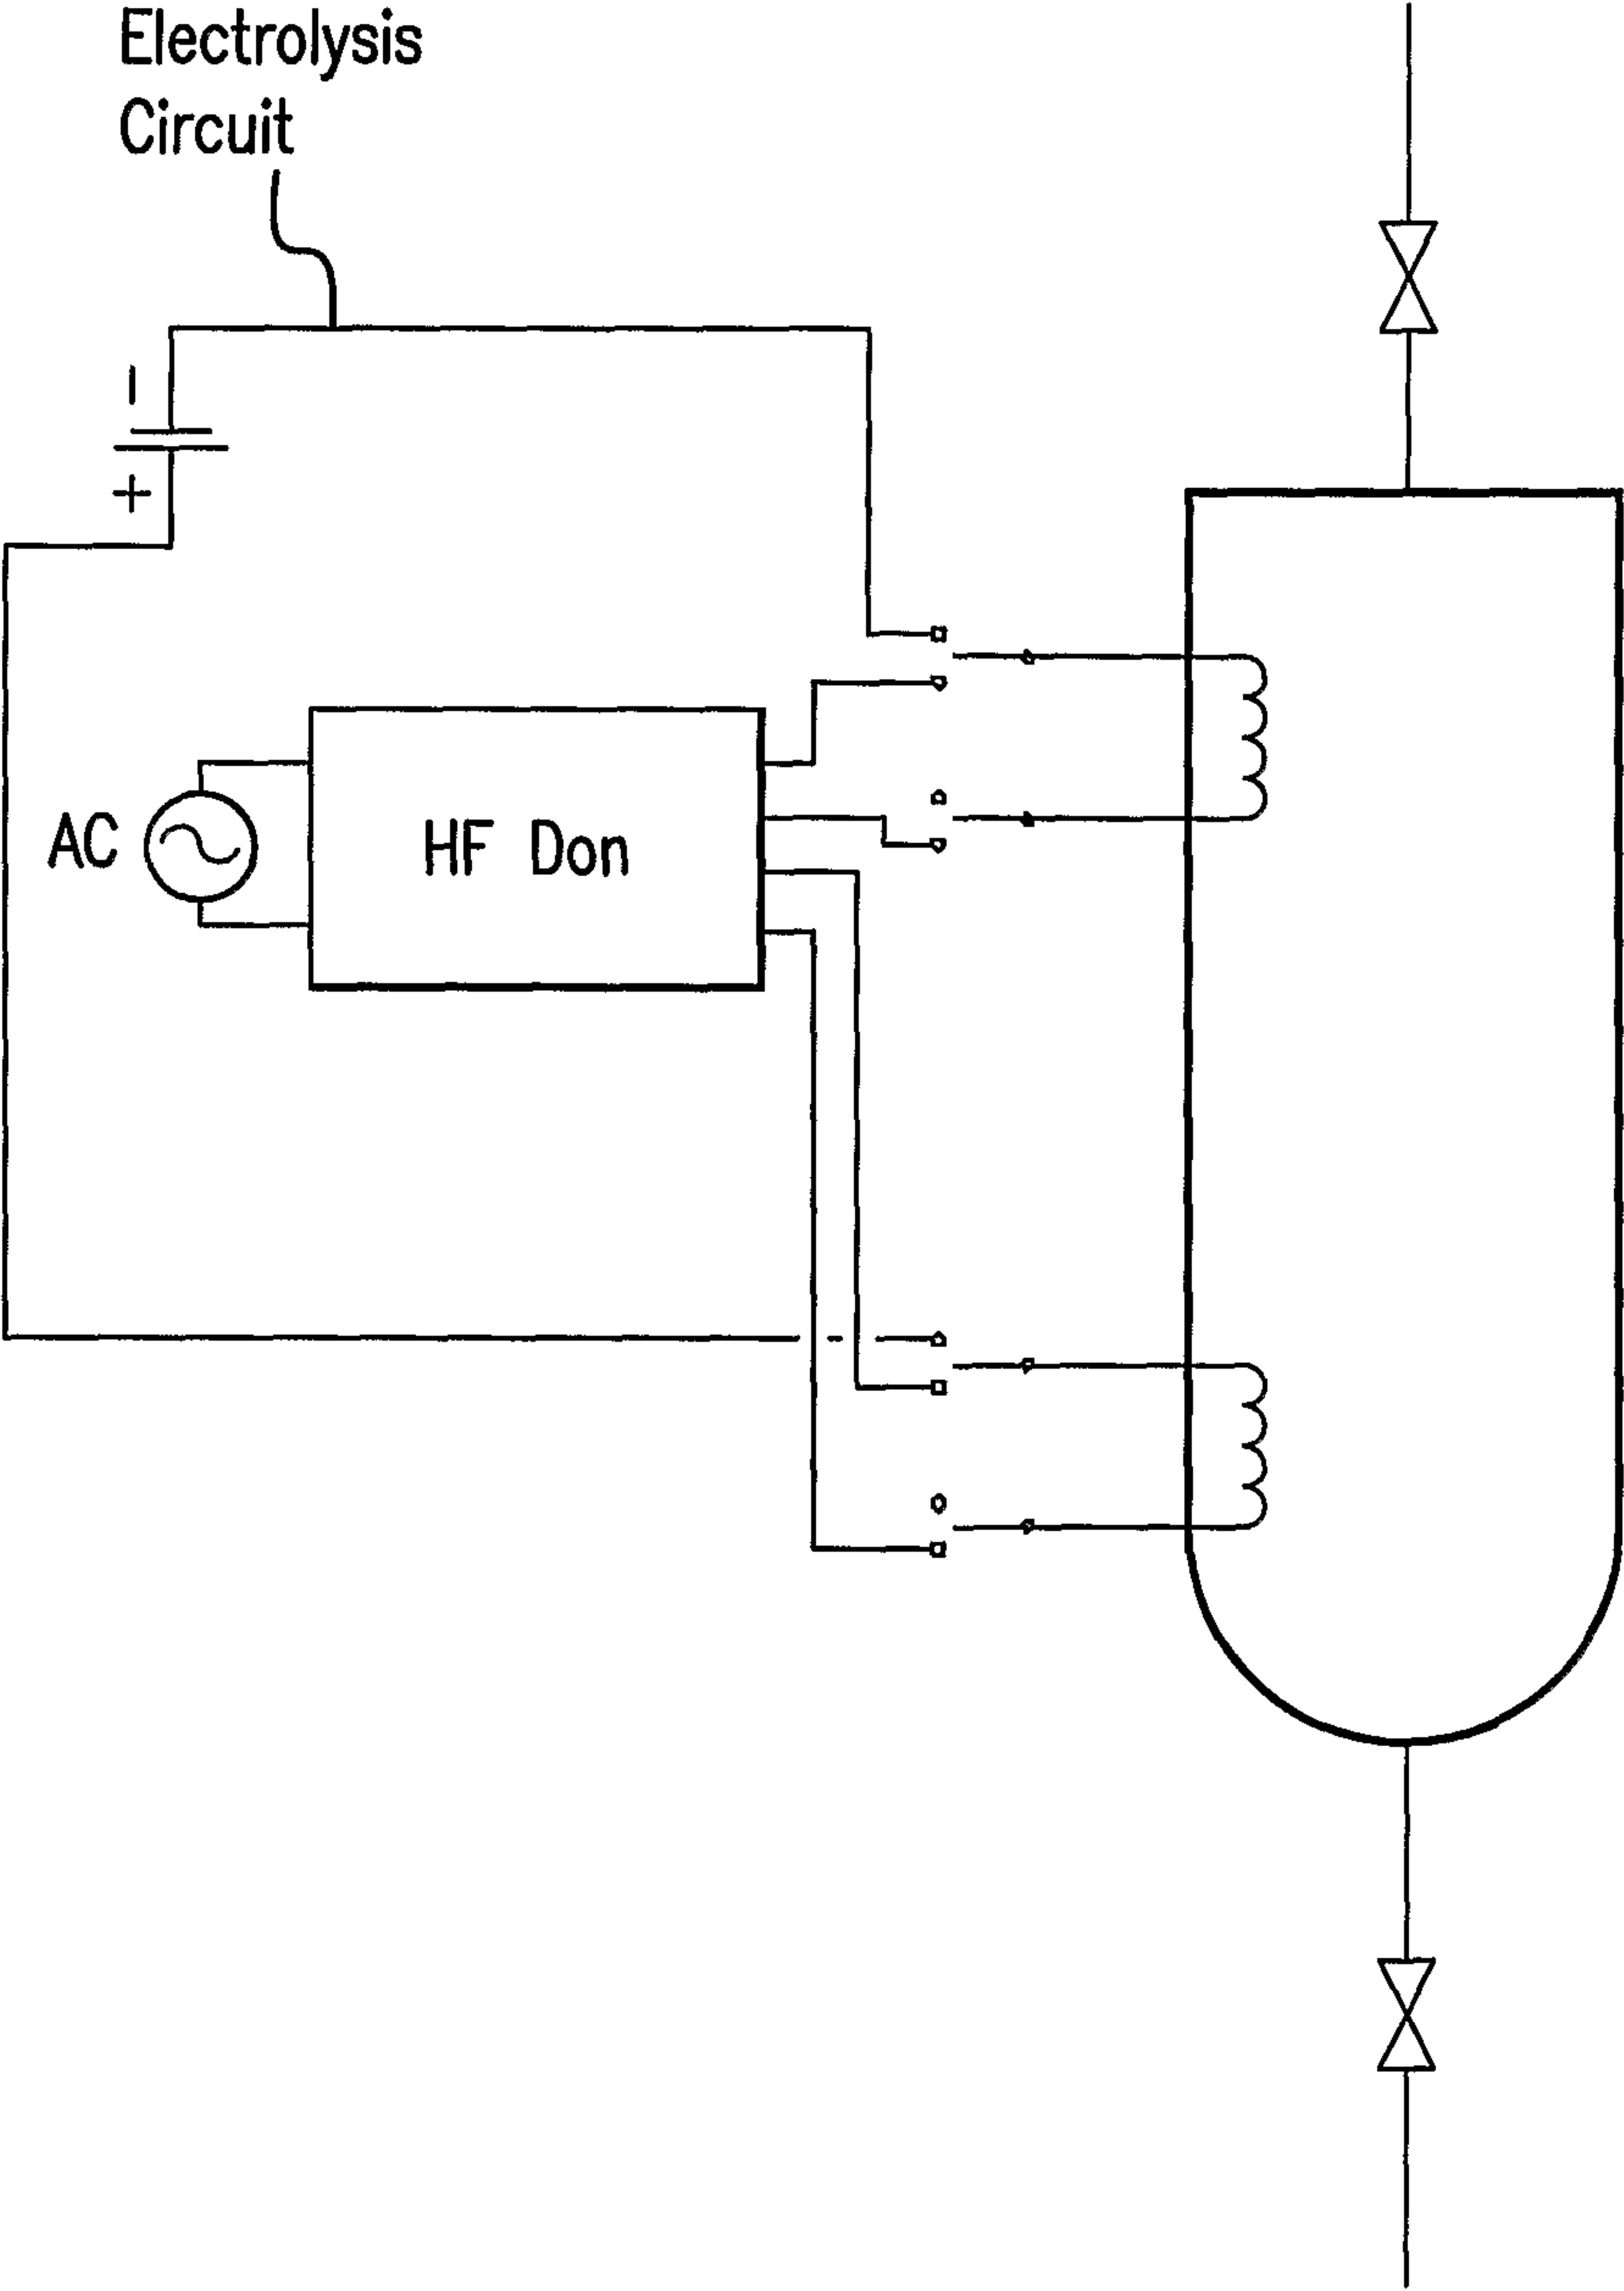 Electrolysis
Circuit
−
+
AC
HF Don